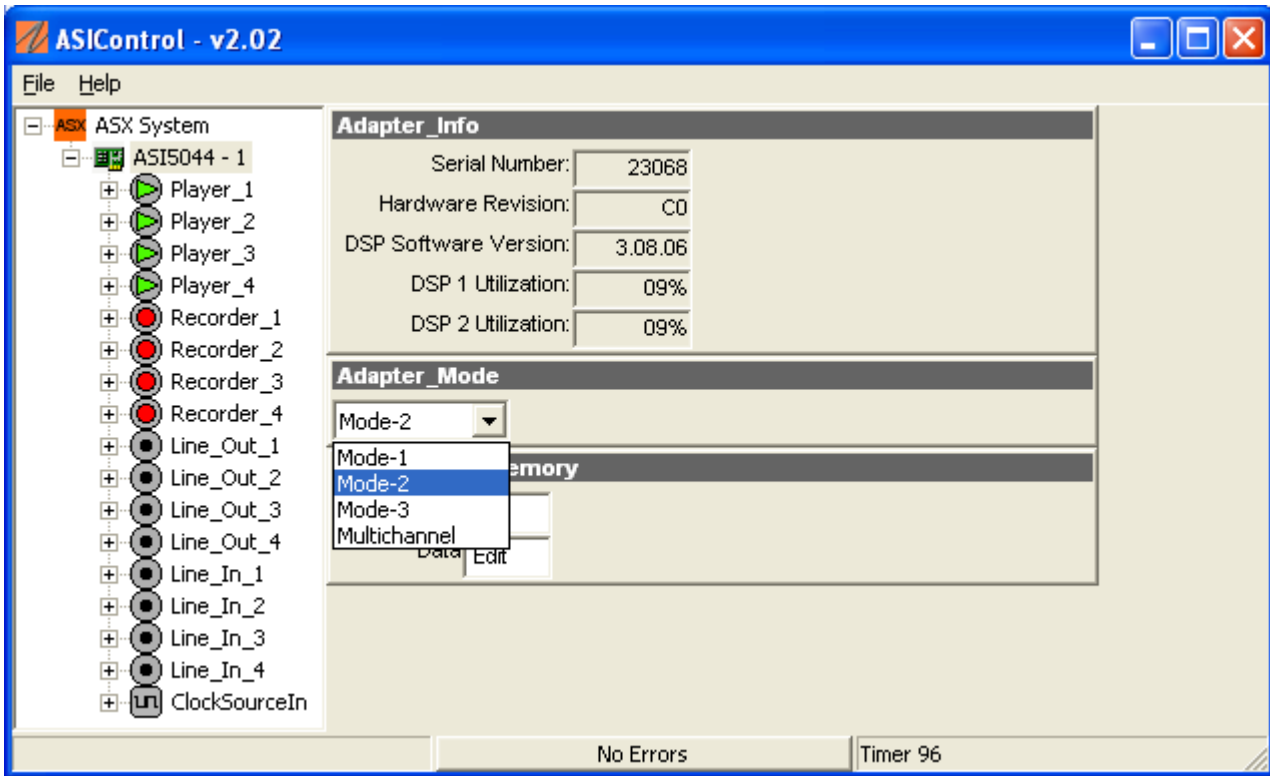 ASIControl - v2.02
File Help
ASX ASX System
ASI5044 - 1
Player_1
Player_2
Player_3
Player_4
Recorder_1
Recorder_2
Recorder_3
Recorder_4
Line_Out_1
Line_Out_2
Line_Out_3
Line_Out_4
Line_In_1
Line_In_2
Line_In_3
Line_In_4
ClockSourceIn
Adapter_Info
Serial Number: 23068
Hardware Revision: C0
DSP Software Version: 3.08.06
DSP 1 Utilization: 09%
DSP 2 Utilization: 09%
Adapter_Mode
Mode-2
Mode-1
Mode-2
Mode-3
Multichannel
emory
Data Edit
No Errors
Timer 96